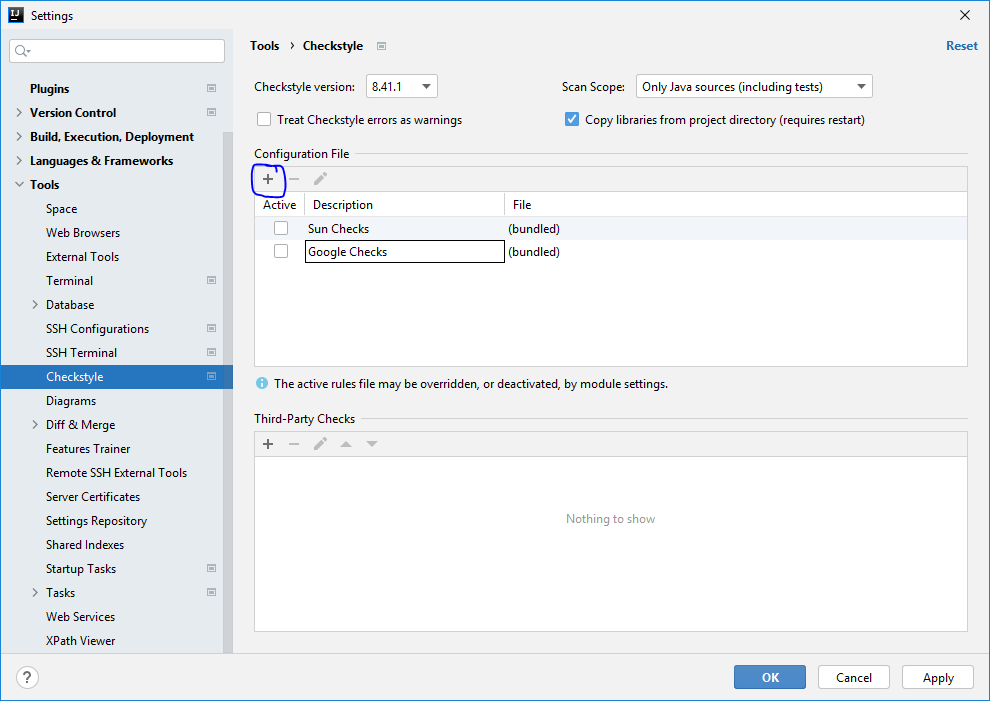 Settings
Tools › Checkstyle
Reset
Plugins
Version Control
Build, Execution, Deployment
Languages & Frameworks
Tools
Space
Web Browsers
External Tools
Terminal
Database
SSH Configurations
SSH Terminal
Checkstyle
Diagrams
Diff & Merge
Features Trainer
Remote SSH External Tools
Server Certificates
Settings Repository
Shared Indexes
Startup Tasks
Tasks
Web Services
XPath Viewer
Checkstyle version: 8.41.1
Scan Scope: Only Java sources (including tests)
Treat Checkstyle errors as warnings
Copy libraries from project directory (requires restart)
Configuration File
Active Description File
Sun Checks (bundled)
Google Checks (bundled)
The active rules file may be overridden, or deactivated, by module settings.
Third-Party Checks
Nothing to show
?
OK Cancel Apply